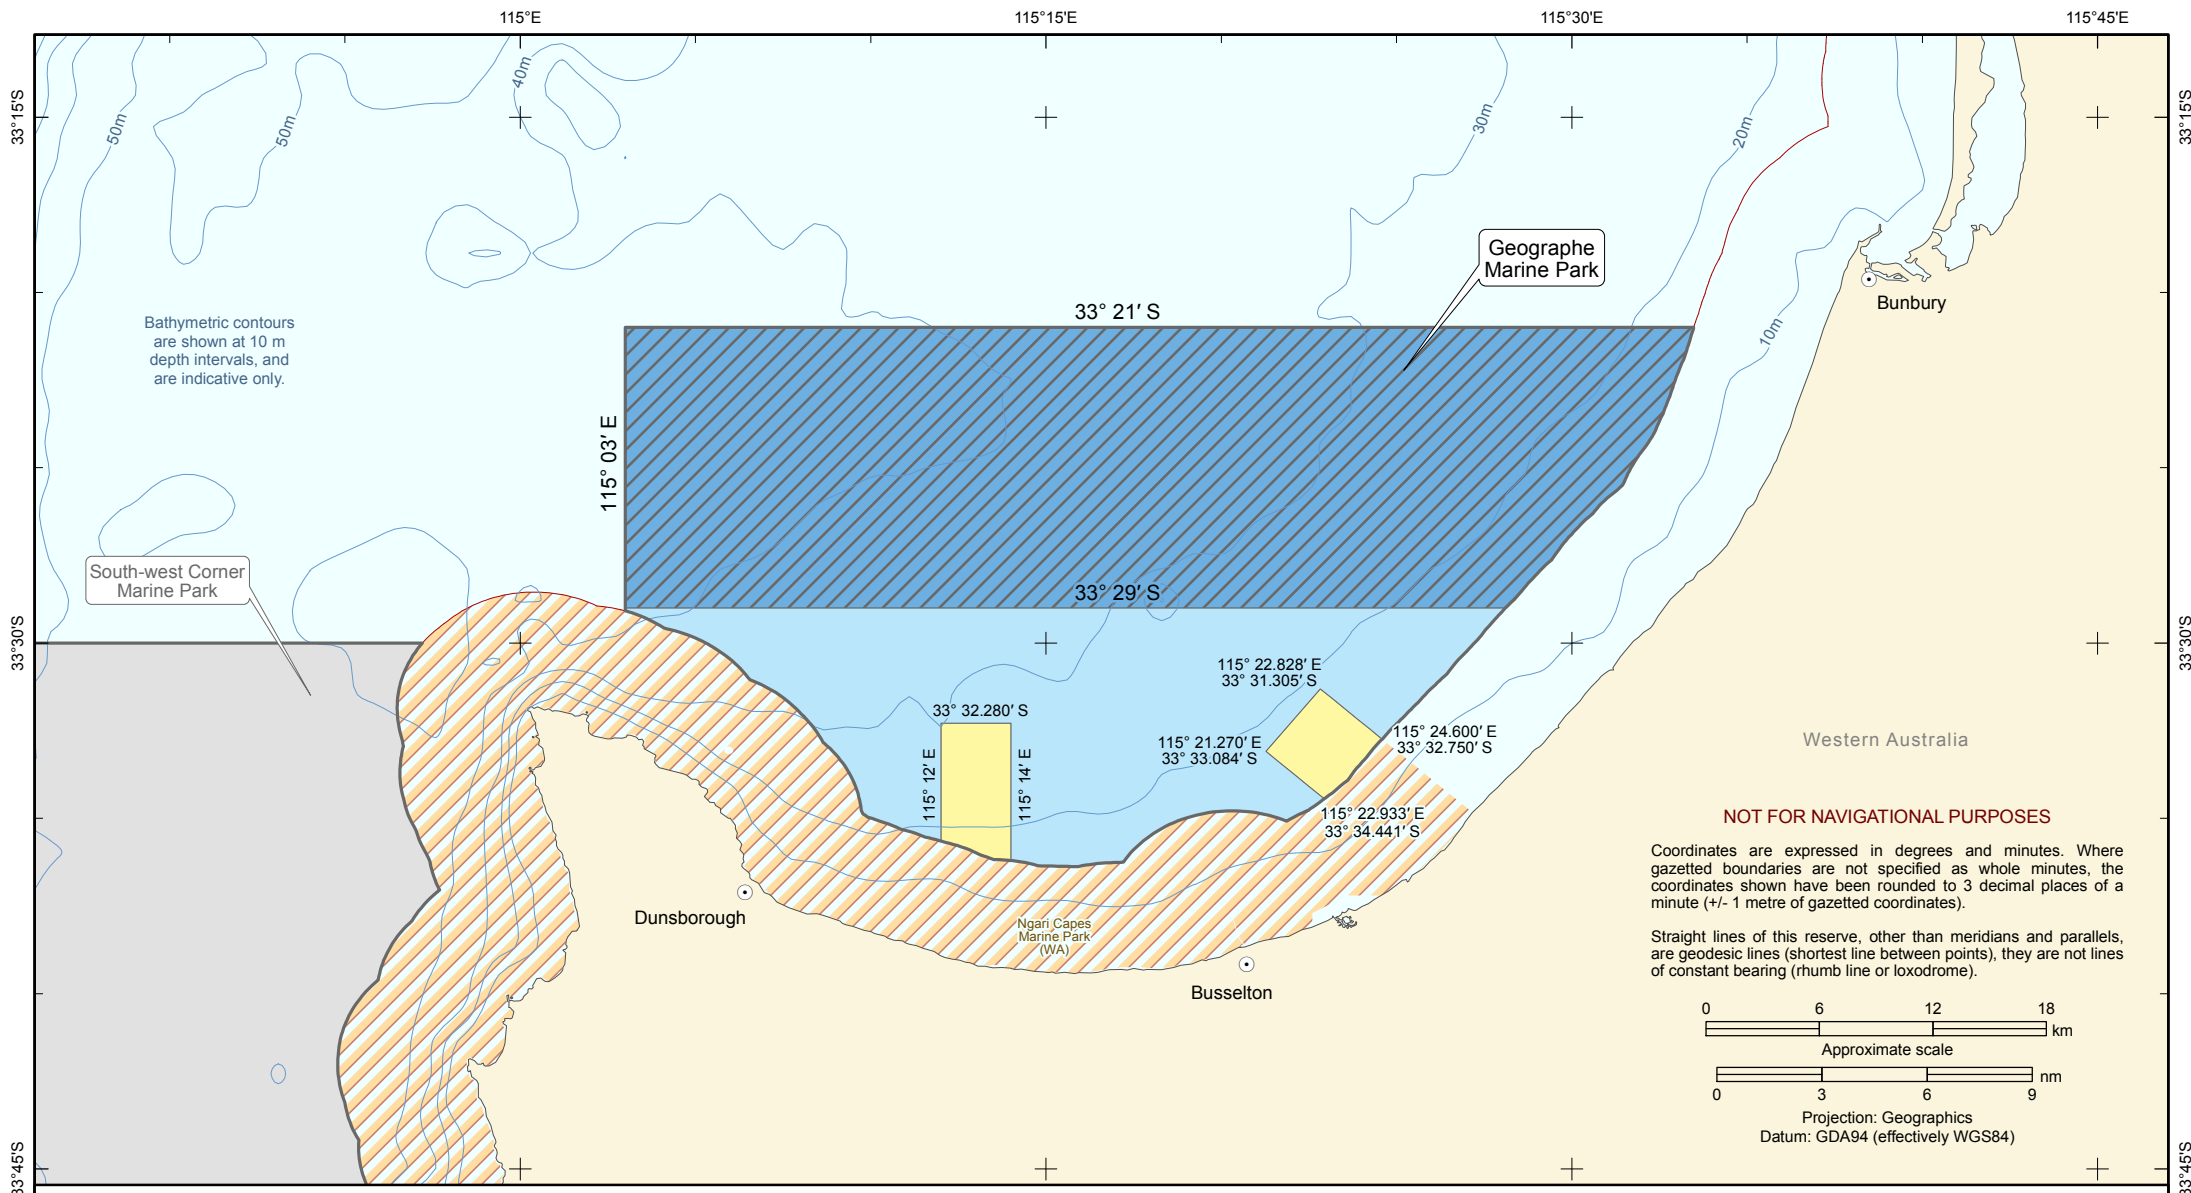 115°E
115°15'E
115°30'E
115°45'E
33°15'S
33°15'S
50m
50m
40m
30m
20m
10m
Geographe
Marine Park
Bunbury
33° 21' S
Bathymetric contours
are shown at 10 m
depth intervals, and
are indicative only.
115° 03' E
South-west Corner
Marine Park
33° 29' S
33°30'S
33°30'S
115° 22.828' E
33° 31.305' S
33° 32.280' S
115° 12' E
115° 14' E
115° 21.270' E
33° 33.084' S
115° 24.600' E
33° 32.750' S
115° 22.933' E
33° 34.441' S
Western Australia
Dunsborough
Ngari Capes
Marine Park
(WA)
Busselton
NOT FOR NAVIGATIONAL PURPOSES
Coordinates are expressed in degrees and minutes. Where
gazetted boundaries are not specified as whole minutes, the
coordinates shown have been rounded to 3 decimal places of a
minute (+/- 1 metre of gazetted coordinates).
Straight lines of this reserve, other than meridians and parallels,
are geodesic lines (shortest line between points), they are not lines
of constant bearing (rhumb line or loxodrome).
0 6 12 18
km
Approximate scale
nm
0 3 6 9
Projection: Geographics
Datum: GDA94 (effectively WGS84)
33°45'S
33°45'S